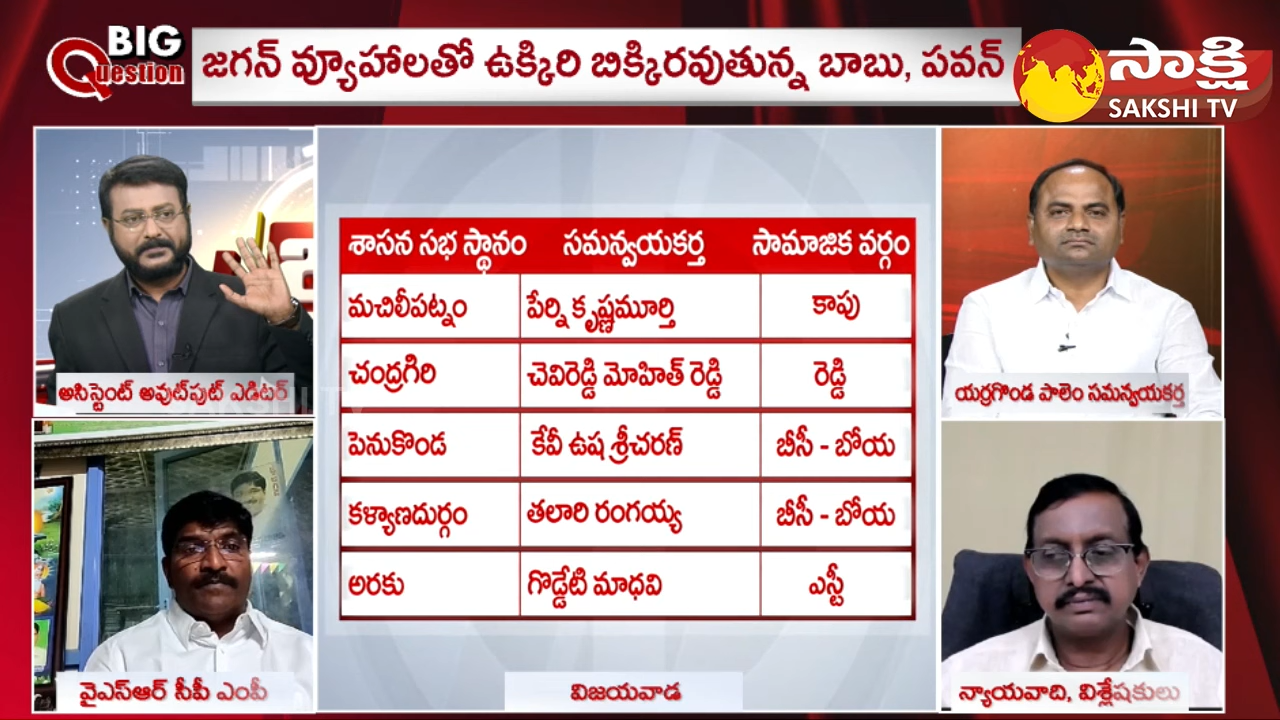 BIG
Question
జగన్ వ్యూహాలతో ఉక్కిరి బిక్కిరవుతున్న బాబు, పవన్
సాక్షి
SAKSHI TV
శాసన సభ స్థానం సమన్వయకర్త సామాజిక వర్గం
మచిలీపట్నం పేర్ని కృష్ణమూర్తి కాపు
చంద్రగిరి చెవిరెడ్డి మోహిత్ రెడ్డి రెడ్డి
పెనుకొండ కేవీ ఉష శ్రీచరణ్ బీసీ - బోయ
కళ్యాణదుర్గం తలారి రంగయ్య బీసీ - బోయ
అరకు గొడ్డేటి మాధవి ఎస్టీ
అసిస్టెంట్ అవుట్‌పుట్ ఎడిటర్
యర్రగొండ పాలెం సమన్వయకర్త
వైఎస్ఆర్ సీపీ ఎంపీ
విజయవాడ
న్యాయవాది, విశ్లేషకులు